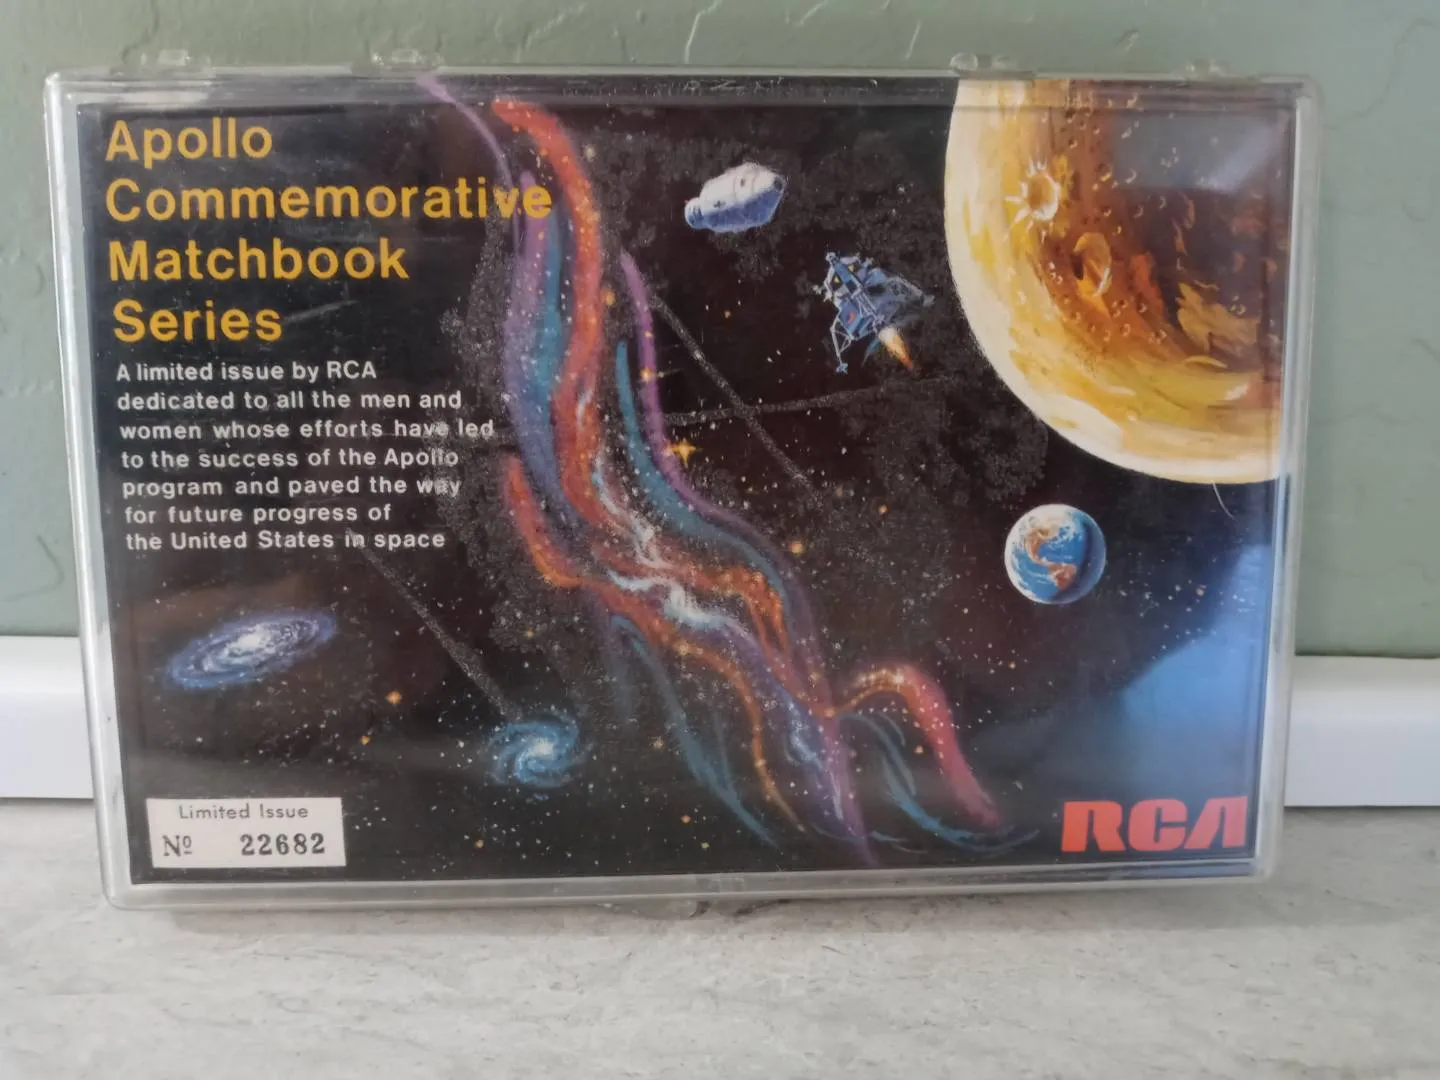 Apollo
Commemorative
Matchbook
Series
A limited issue by RCA
dedicated to all the men and
women whose efforts have led
to the success of the Apollo
program and paved the way
for future progress of
the United States in space
Limited Issue
Nº 22682
RCA